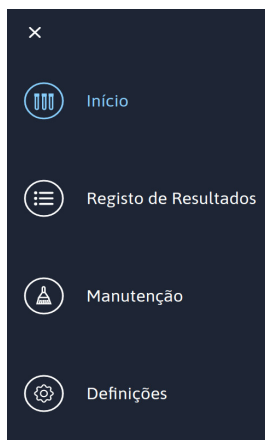 Início
Registo de Resultados
Manutenção
Definições